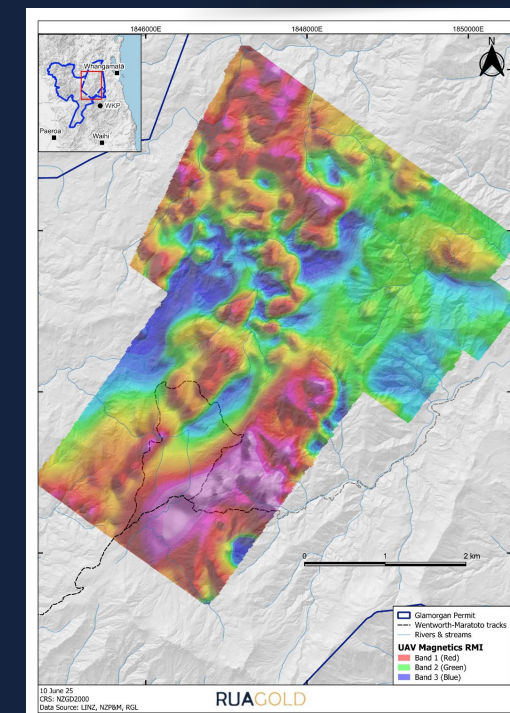 1846000E 1848000E 1850000E
N
Whangamatā
WKP
Paeroa
Waihi
0 1 2 km
Glamorgan Permit
Wentworth-Maratoto tracks
Rivers & streams
UAV Magnetics RMI
Band 1 (Red)
Band 2 (Green)
Band 3 (Blue)
10 June 25
CRS: NZGD2000
Data Source: LINZ, NZP&M, RGL
RUAGOLD